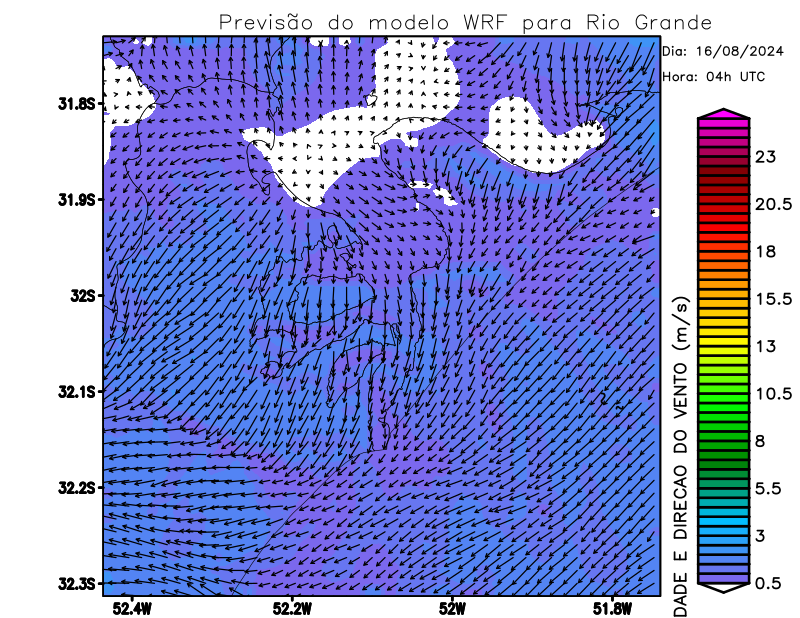 Previsão do modelo WRF para Rio Grande
Dia: 16/08/2024
Hora: 04h UTC
31.8S
31.9S
32S
32.1S
32.2S
32.3S
52.4W
52.2W
52W
51.8W
23
20.5
18
15.5
13
10.5
8
5.5
3
0.5
DADE E DIRECAO DO VENTO (m/s)